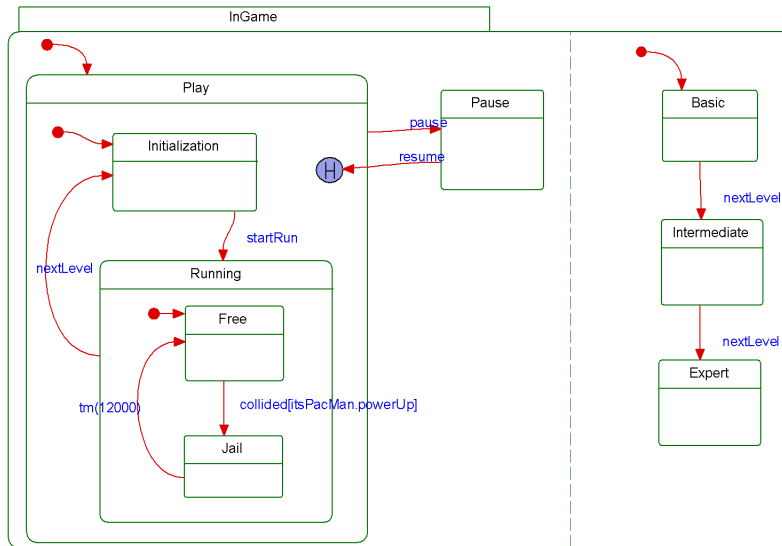 InGame
Play
Pause
Basic
pause
Initialization
resume
H
nextLevel
startRun
Intermediate
nextLevel
Running
Free
nextLevel
Expert
tm(12000)
collided[itsPacMan.powerUp]
Jail